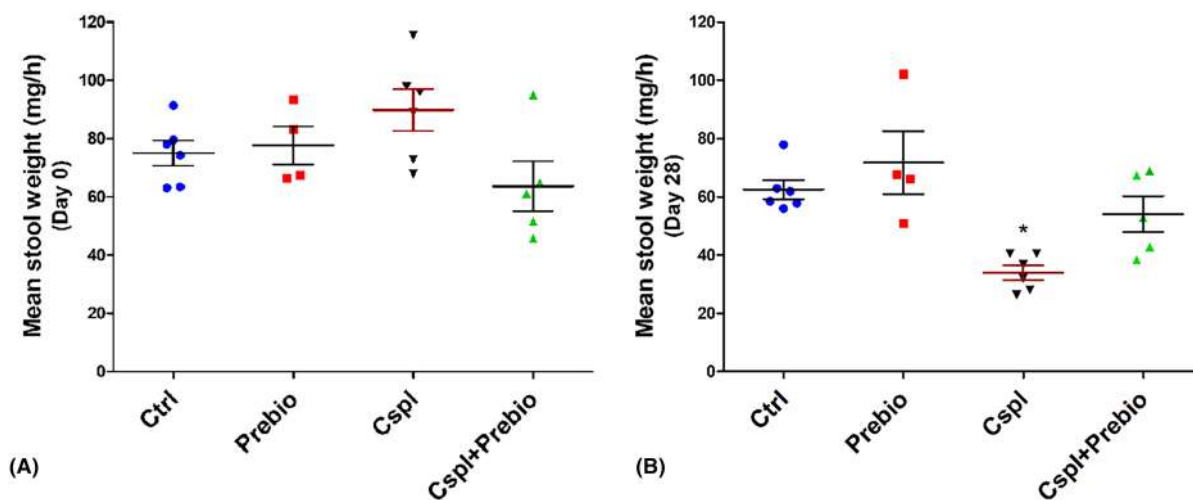 120
100
80
60
40
20
0
Mean stool weight (mg/h)
(Day 0)
Ctrl
Prebio
Cspl
Cspl+Prebio
(A)
120
100
80
60
40
20
0
Mean stool weight (mg/h)
(Day 28)
*
Ctrl
Prebio
Cspl
Cspl+Prebio
(B)